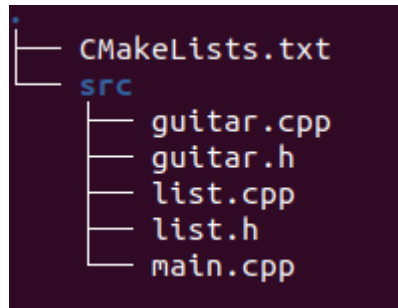 .
├── CMakeLists.txt
└── src
    ├── guitar.cpp
    ├── guitar.h
    ├── list.cpp
    ├── list.h
    └── main.cpp